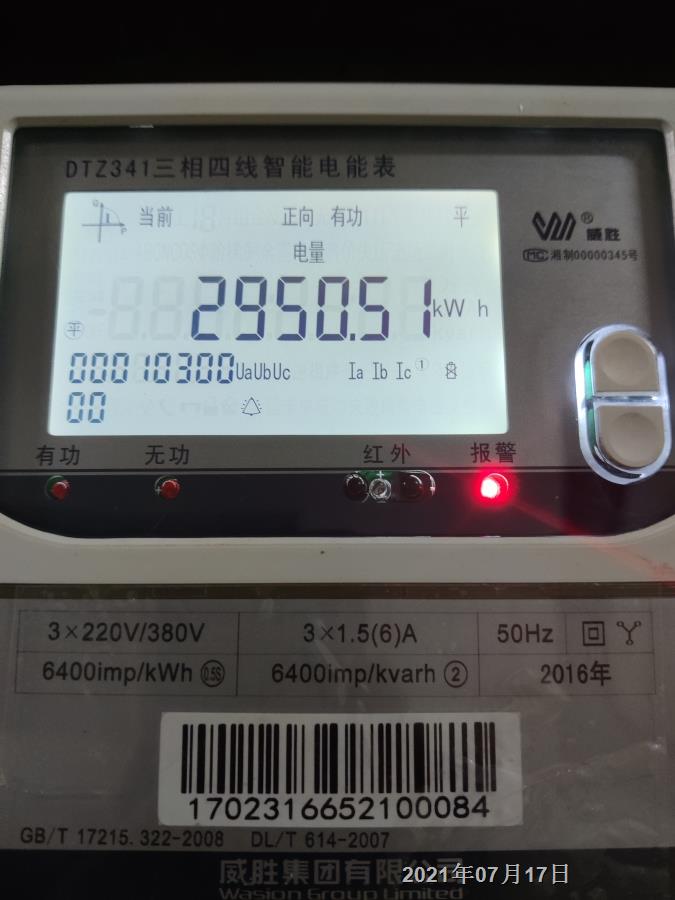 DTZ341三相四线智能电能表
当前 正向 有功 平
电量
2950.51 kW h
平
00010300 UaUbUc Ia Ib Ic ①
00
威胜®
MC 湘制00000345号
有功 无功 红外 报警
3×220V/380V 3×1.5(6)A 50Hz
6400imp/kWh 0.5S 6400imp/kvarh ② 2016年
1702316652100084
GB/T 17215.322-2008 DL/T 614-2007
威胜集团有限公司
Wasion Group Limited
2021年07月17日